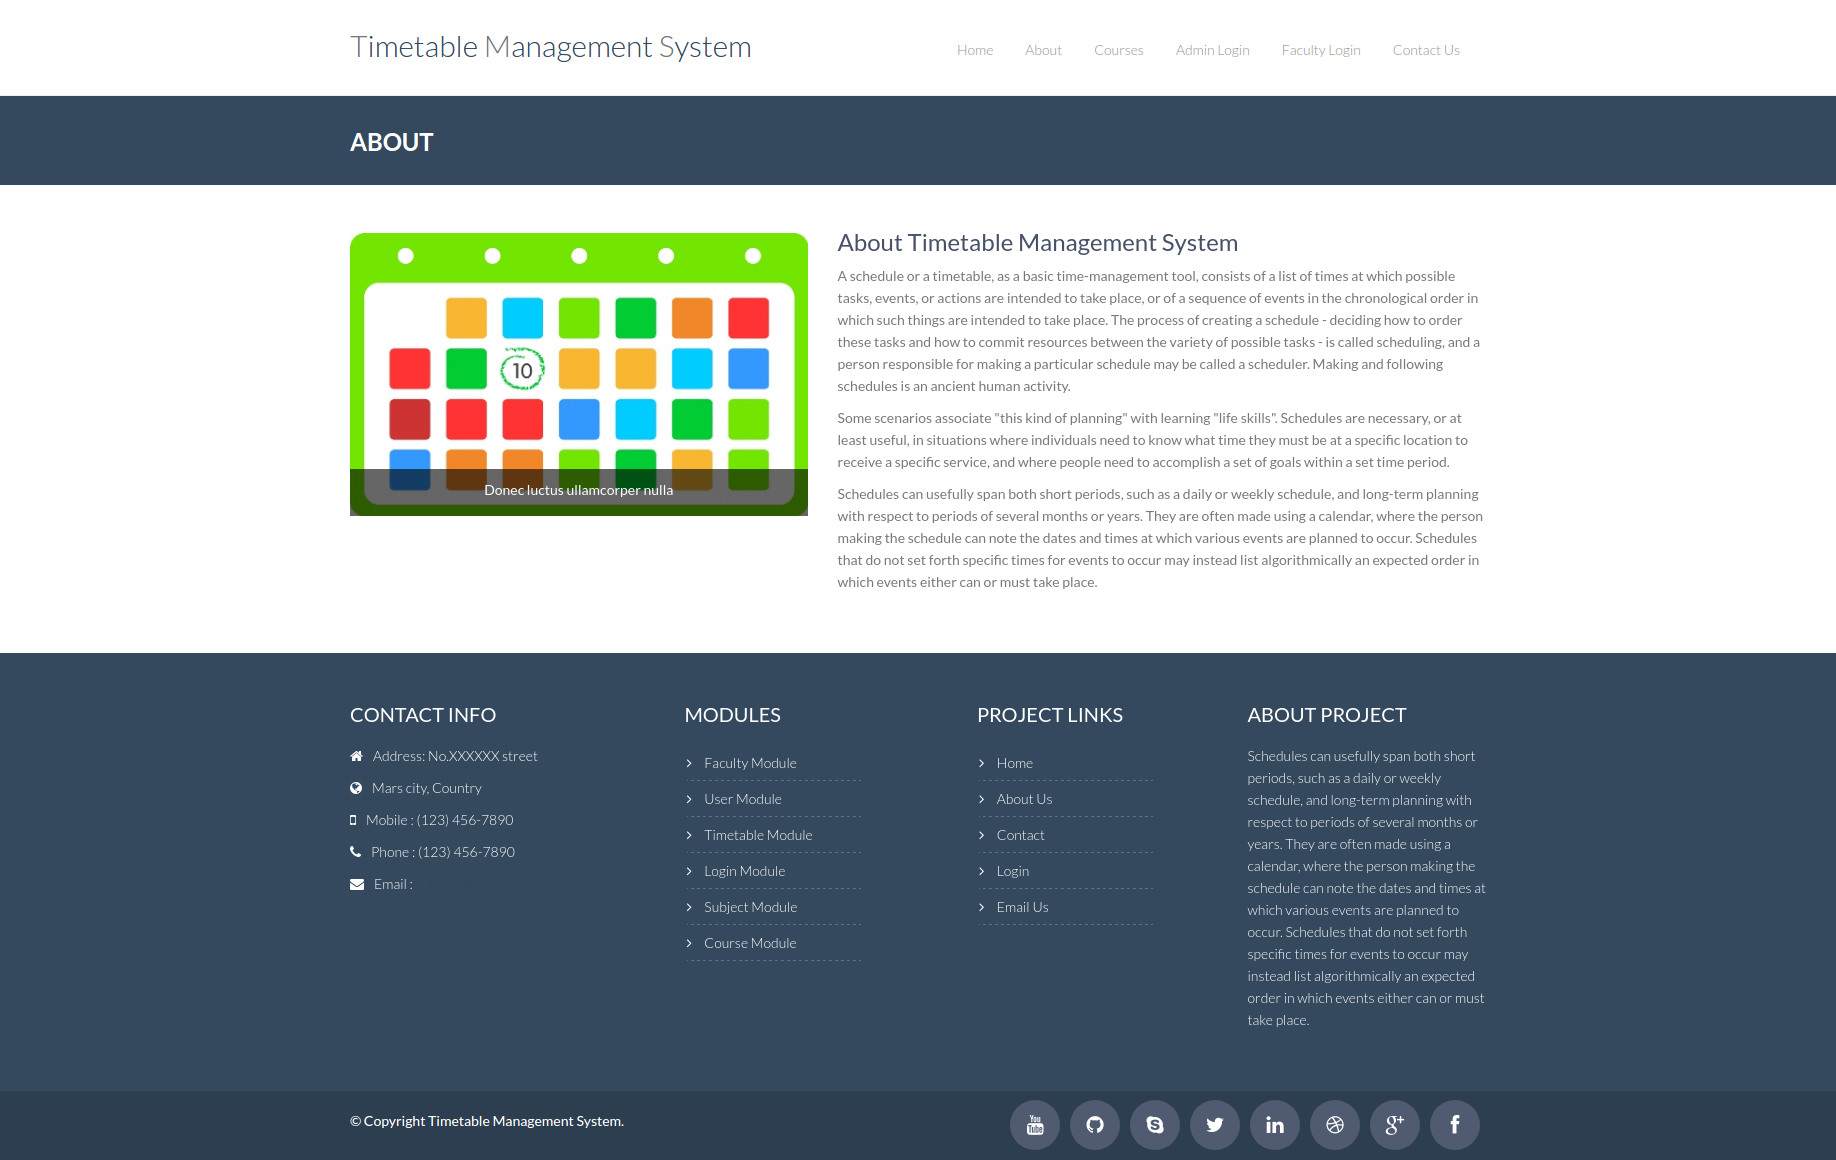 Timetable Management System
Home
About
Courses
Admin Login
Faculty Login
Contact Us
ABOUT
10
Donec luctus ullamcorper nulla
About Timetable Management System
A schedule or a timetable, as a basic time-management tool, consists of a list of times at which possible
tasks, events, or actions are intended to take place, or of a sequence of events in the chronological order in
which such things are intended to take place. The process of creating a schedule - deciding how to order
these tasks and how to commit resources between the variety of possible tasks - is called scheduling, and a
person responsible for making a particular schedule may be called a scheduler. Making and following
schedules is an ancient human activity.
Some scenarios associate "this kind of planning" with learning "life skills". Schedules are necessary, or at
least useful, in situations where individuals need to know what time they must be at a specific location to
receive a specific service, and where people need to accomplish a set of goals within a set time period.
Schedules can usefully span both short periods, such as a daily or weekly schedule, and long-term planning
with respect to periods of several months or years. They are often made using a calendar, where the person
making the schedule can note the dates and times at which various events are planned to occur. Schedules
that do not set forth specific times for events to occur may instead list algorithmically an expected order in
which events either can or must take place.
CONTACT INFO
Address: No.XXXXXX street
Mars city, Country
Mobile : (123) 456-7890
Phone : (123) 456-7890
Email :
MODULES
Faculty Module
User Module
Timetable Module
Login Module
Subject Module
Course Module
PROJECT LINKS
Home
About Us
Contact
Login
Email Us
ABOUT PROJECT
Schedules can usefully span both short
periods, such as a daily or weekly
schedule, and long-term planning with
respect to periods of several months or
years. They are often made using a
calendar, where the person making the
schedule can note the dates and times at
which various events are planned to
occur. Schedules that do not set forth
specific times for events to occur may
instead list algorithmically an expected
order in which events either can or must
take place.
© Copyright Timetable Management System.
You
Tube